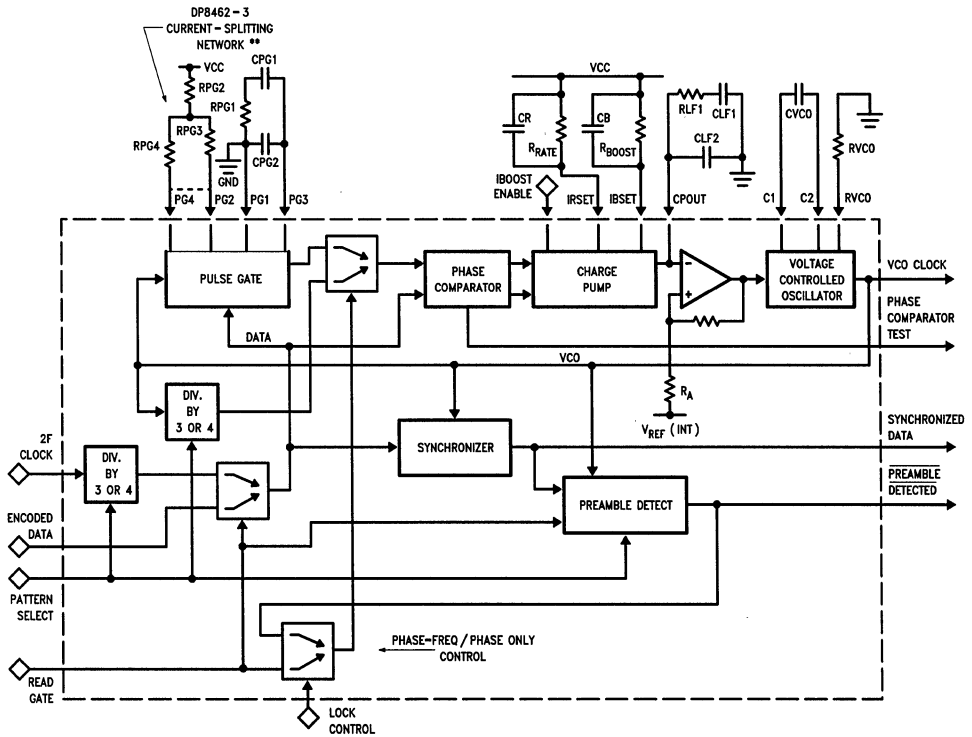 DP8462-3
CURRENT-SPLITTING
NETWORK **
VCC
RPG2
RPG3
RPG4
CPG1
RPG1
CPG2
GND
PG4
PG2
PG1
PG3
VCC
CR
RRATE
CB
RBOOST
IBOOST
ENABLE
IRSET
IBSET
RLF1
CLF1
CLF2
CPOUT
CVCO
RVCO
C1
C2
RVCO
PULSE GATE
PHASE
COMPARATOR
CHARGE
PUMP
-
+
VOLTAGE
CONTROLLED
OSCILLATOR
VCO CLOCK
PHASE
COMPARATOR
TEST
DATA
VCO
RA
VREF (INT)
DIV.
BY
3 OR 4
2F
CLOCK
DIV.
BY
3 OR 4
SYNCHRONIZER
SYNCHRONIZED
DATA
PREAMBLE DETECT
PREAMBLE
DETECTED
ENCODED
DATA
PATTERN
SELECT
PHASE-FREQ/PHASE ONLY
CONTROL
READ
GATE
LOCK
CONTROL